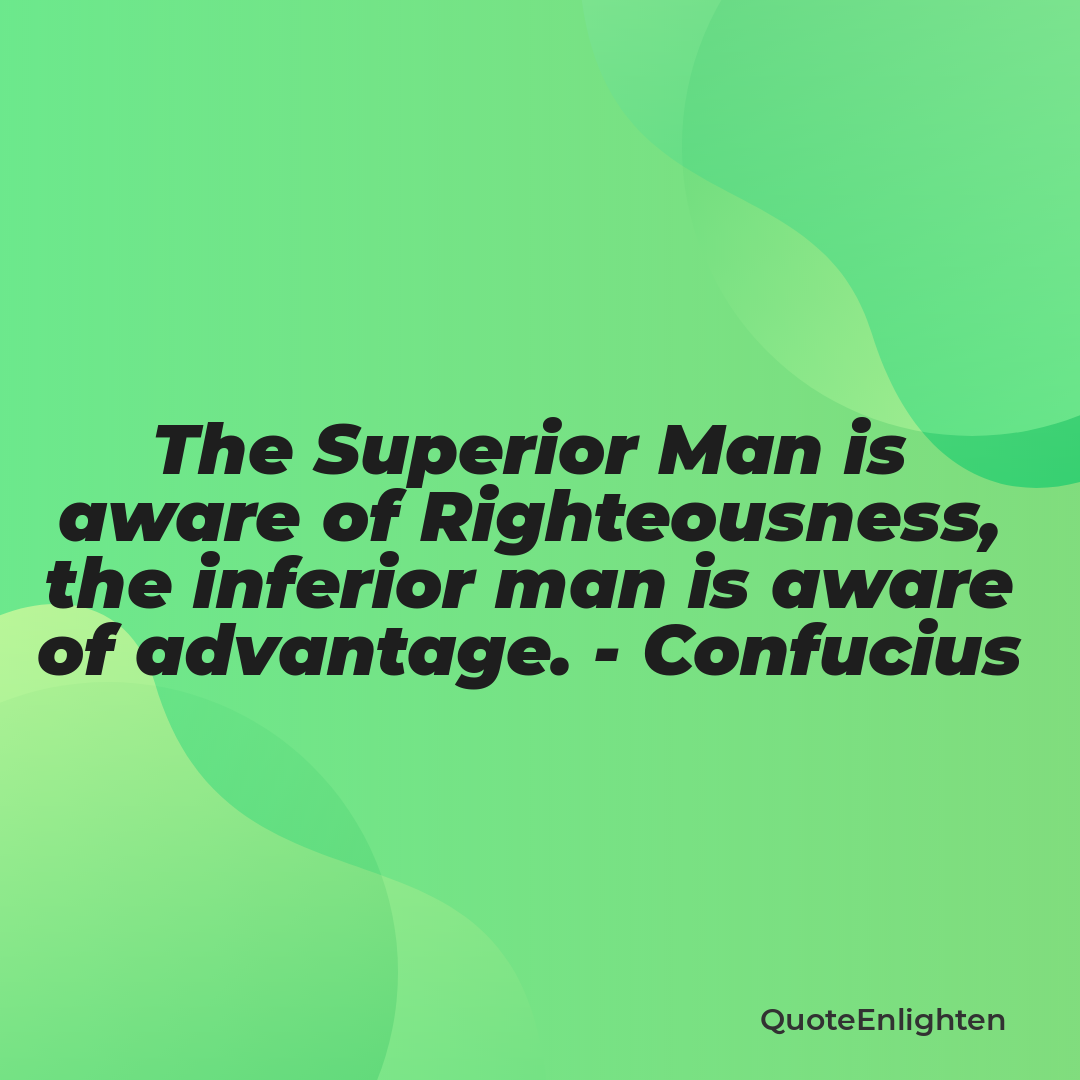 The Superior Man is
aware of Righteousness,
the inferior man is aware
of advantage. - Confucius
QuoteEnlighten